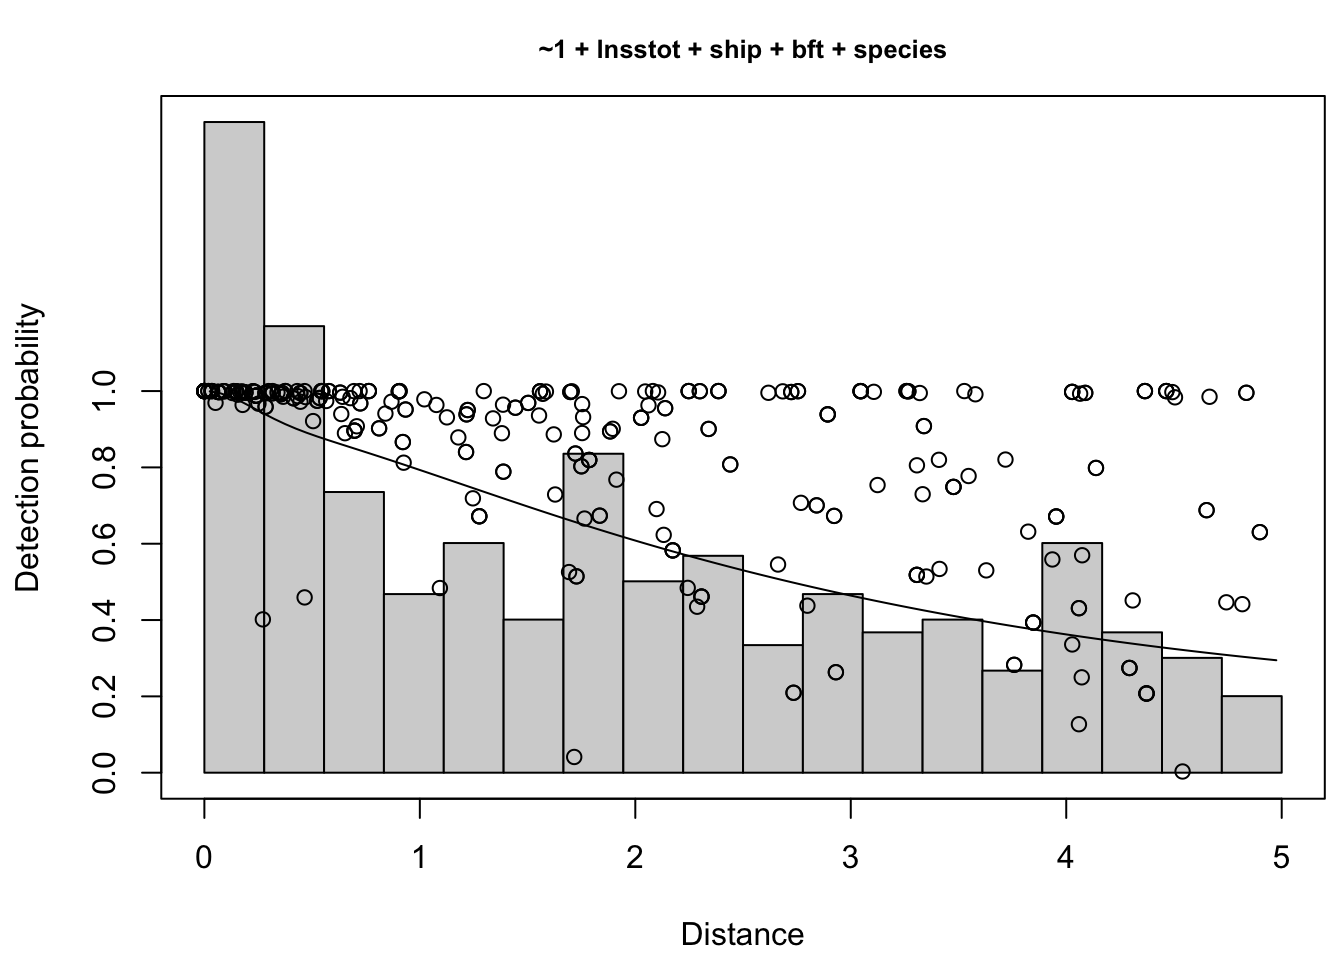 ~1 + lnsstot + ship + bft + species
Detection probability
1.0
0.8
0.6
0.4
0.2
0.0
0 1 2 3 4 5
Distance